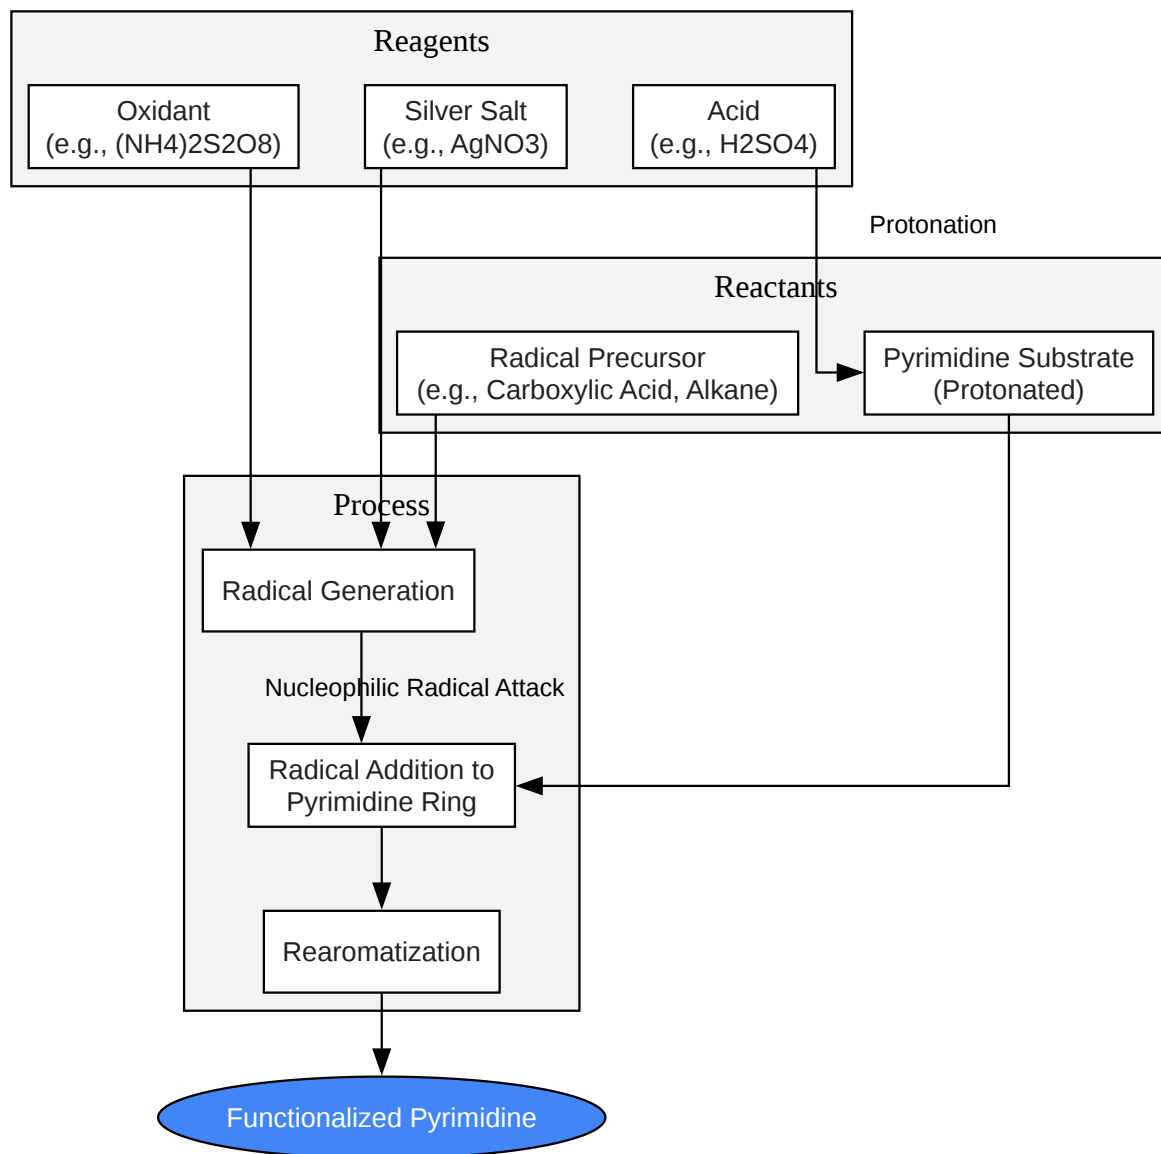 Reagents
Oxidant
(e.g., (NH4)2S2O8)
Silver Salt
(e.g., AgNO3)
Acid
(e.g., H2SO4)
Protonation
Reactants
Radical Precursor
(e.g., Carboxylic Acid, Alkane)
Pyrimidine Substrate
(Protonated)
Process
Radical Generation
Nucleophilic Radical Attack
Radical Addition to
Pyrimidine Ring
Rearomatization
Functionalized Pyrimidine